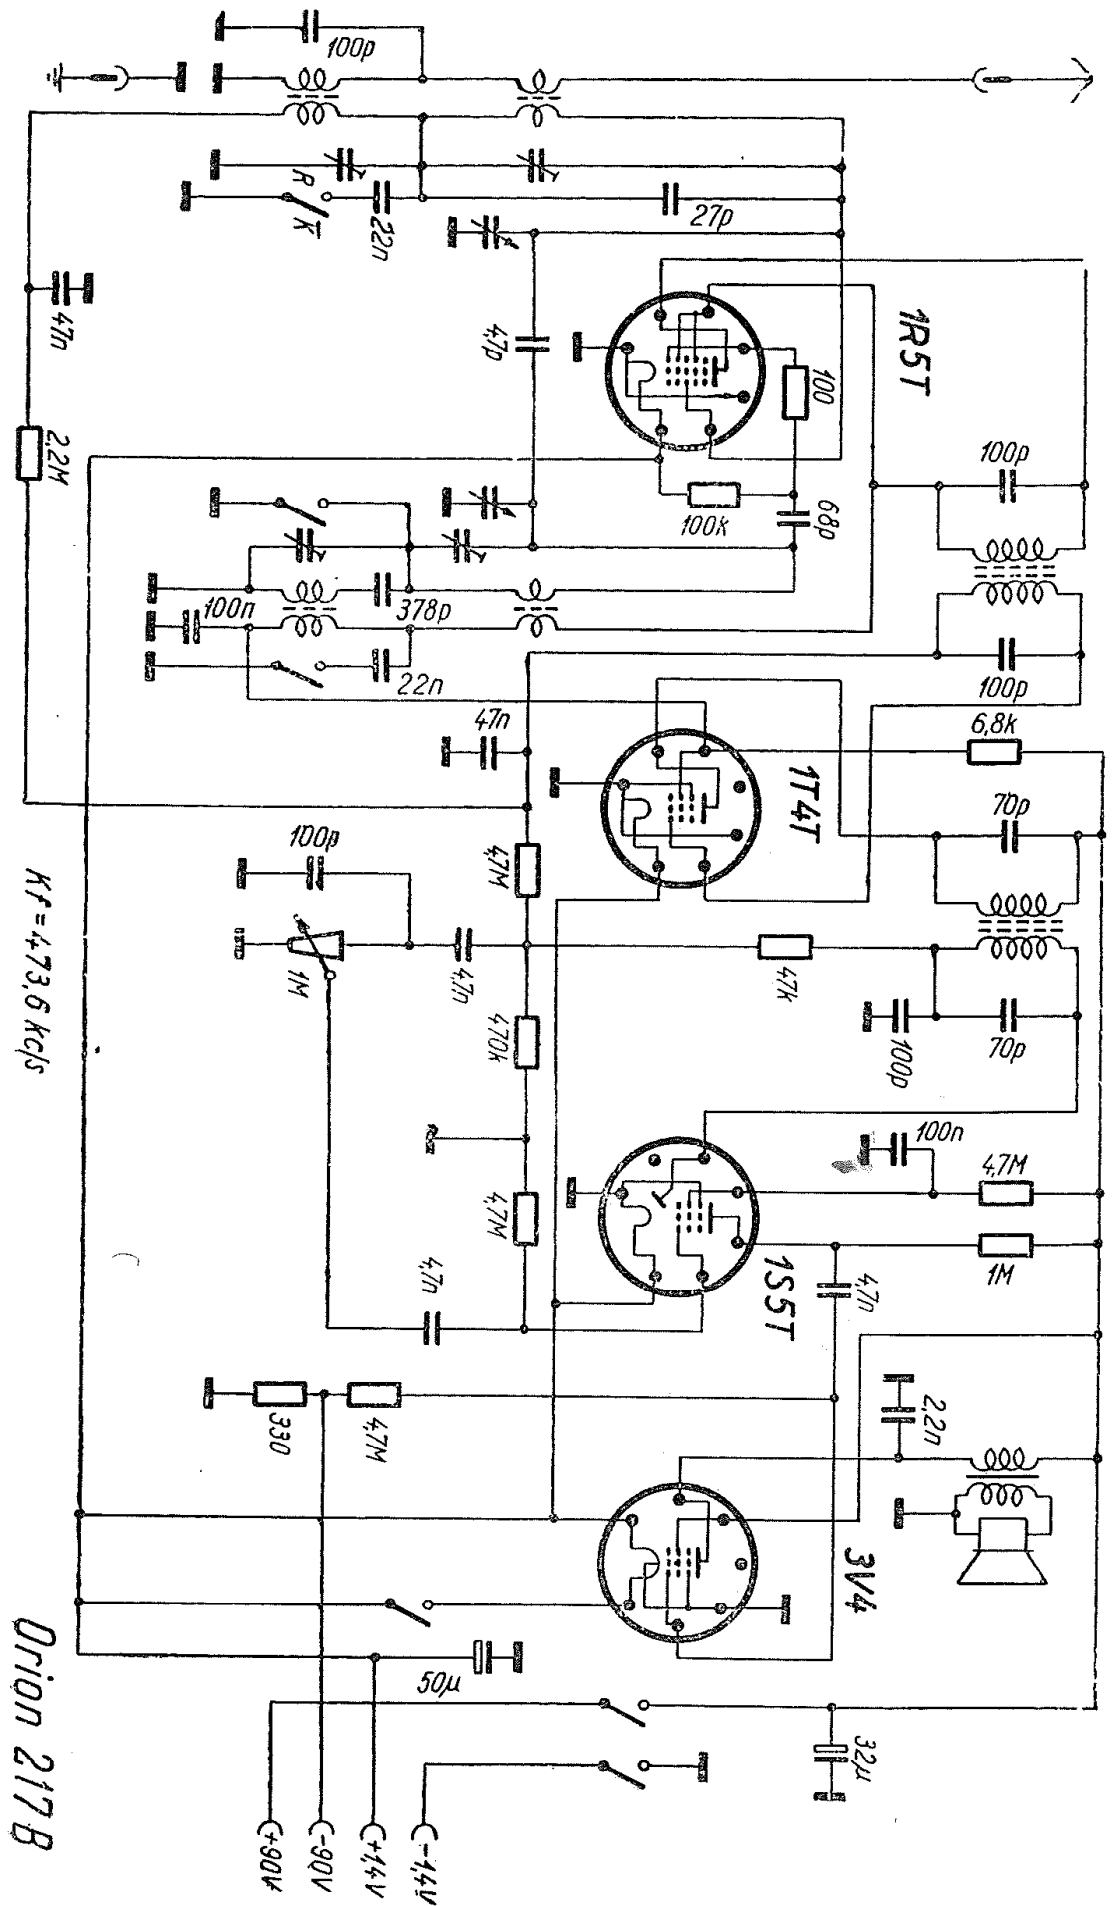 100p
R
K
22n
27p
47n
4,7p
1R5T
100
2,2M
100k
68p
100p
100n
378p
22n
100p
47n
6,8k
1T4T
70p
100p
4,7M
Kf = 473,6 kc/s
1M
4,7n
47k
470k
100p
70p
100n
4,7M
4,7M
1M
1S5T
4,7n
4,7n
330
4,7M
2,2n
3V4
50µ
32µ
+90V
-90V
+1,4V
-1,4V
Orion 217B